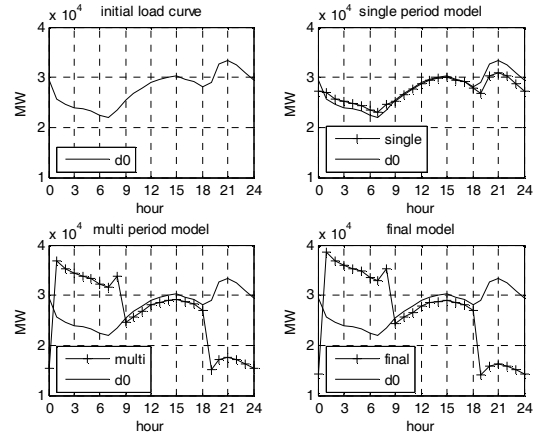 initial load curve
x 10^4
4
3
2
1
MW
d0
0 3 6 9 12 15 18 21 24
hour
single period model
x 10^4
4
3
2
1
MW
single
d0
0 3 6 9 12 15 18 21 24
hour
multi period model
x 10^4
4
3
2
1
MW
multi
d0
0 3 6 9 12 15 18 21 24
hour
final model
x 10^4
4
3
2
1
MW
final
d0
0 3 6 9 12 15 18 21 24
hour